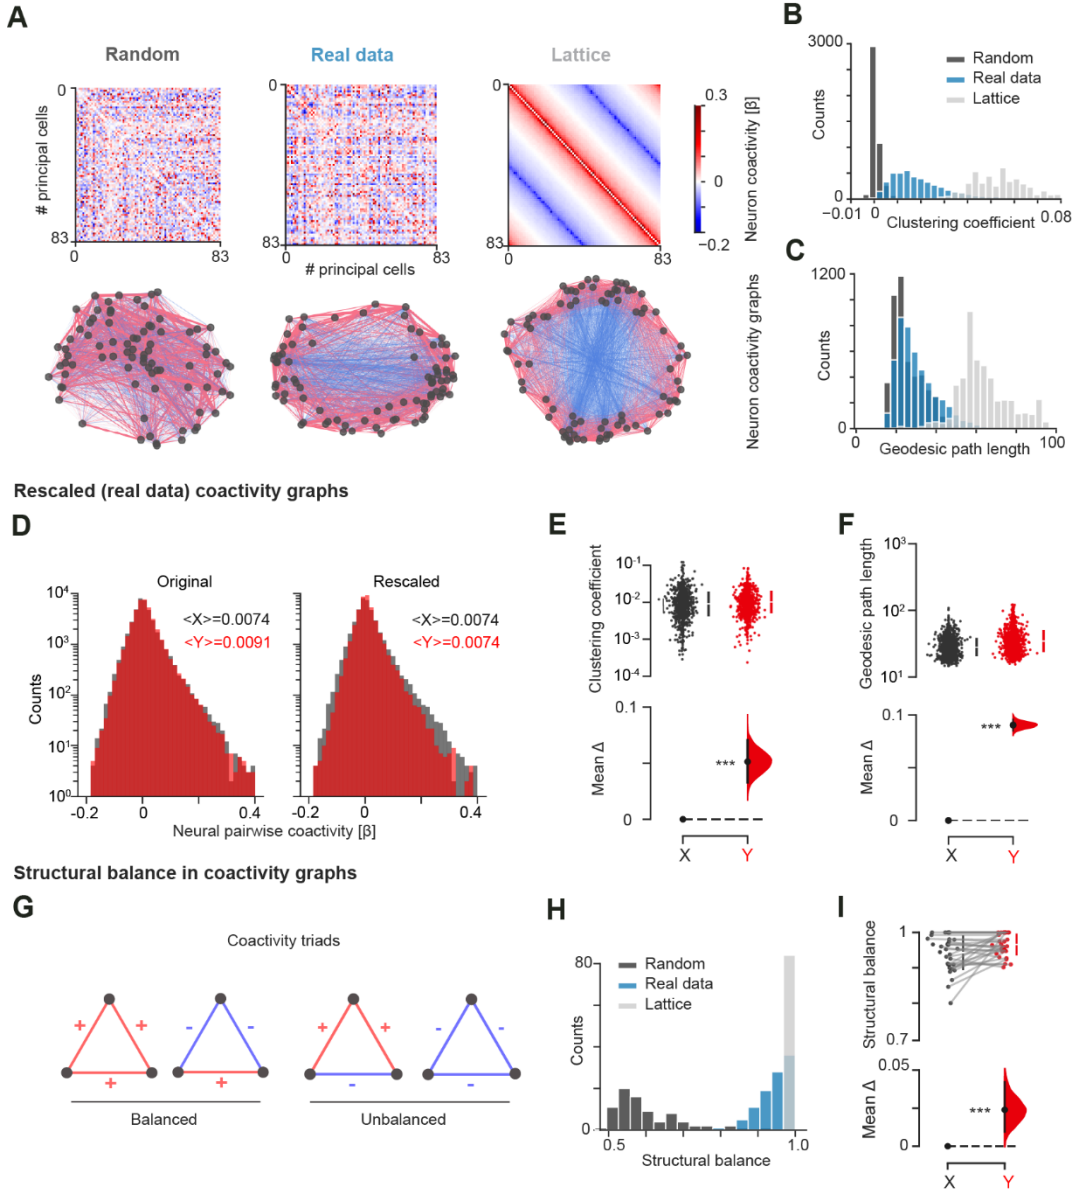 A
Random
Real data
Lattice
0
83
0
83
# principal cells
0
83
83
# principal cells
0
83
83
0.3
0
−0.2
Neuron coactivity [β]
Neuron coactivity graphs
B
3000
0
Counts
Random
Real data
Lattice
−0.01
0
0.08
Clustering coefficient
C
1200
0
Counts
0
100
Geodesic path length
Rescaled (real data) coactivity graphs
D
Original
Rescaled
<X>=0.0074
<Y>=0.0091
<X>=0.0074
<Y>=0.0074
Counts
10⁴
10³
10²
10¹
10⁰
-0.2
0
0.4
-0.2
0
0.4
Neural pairwise coactivity [β]
E
Clustering coefficient
10⁻¹
10⁻²
10⁻³
10⁻⁴
Mean Δ
0.1
0
***
X
Y
F
Geodesic path length
10³
10²
10¹
Mean Δ
0.1
0
***
X
Y
Structural balance in coactivity graphs
G
Coactivity triads
+
+
+
-
-
+
+
+
-
-
-
-
Balanced
Unbalanced
H
80
0
Counts
Random
Real data
Lattice
0.5
1.0
Structural balance
I
Structural balance
1
0.7
Mean Δ
0.05
0
***
X
Y